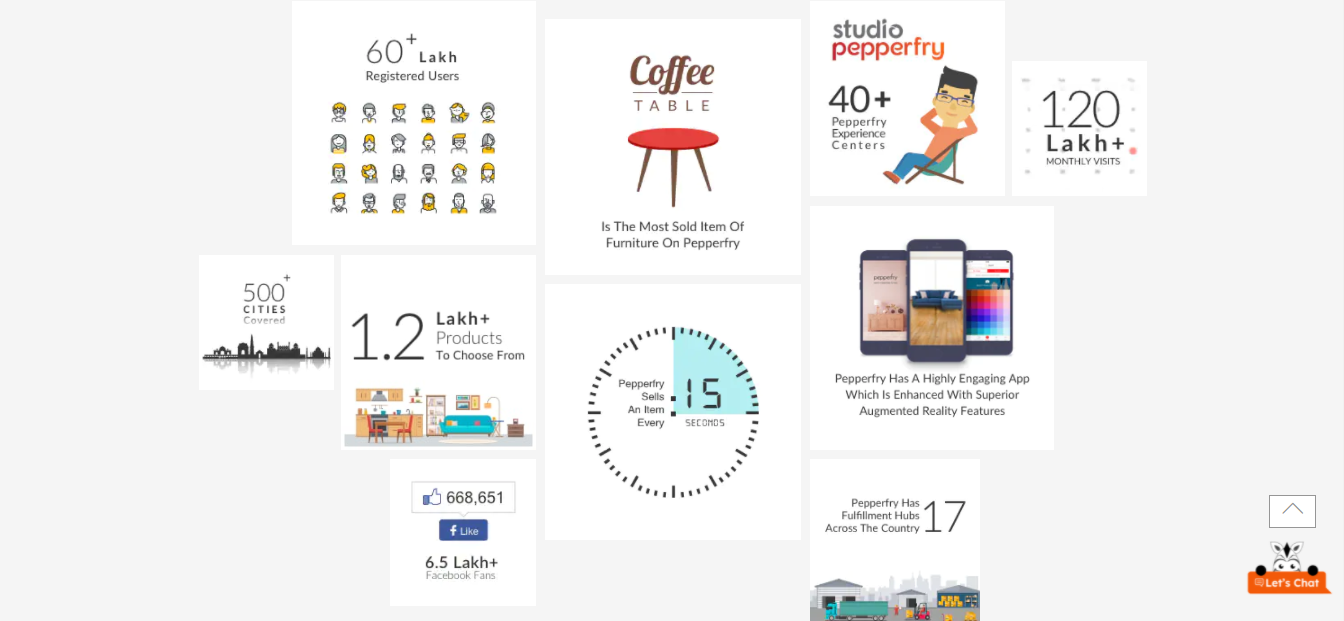 60+ Lakh
Registered Users
Coffee
TABLE
Is The Most Sold Item Of
Furniture On Pepperfry
studio
pepperfry
40+
Pepperfry
Experience
Centers
120
Lakh+
MONTHLY VISITS
500+
CITIES
Covered
1.2
Lakh+
Products
To Choose From
Pepperfry
Sells
An Item
Every
15
SECONDS
pepperfry
Pepperfry Has A Highly Engaging App
Which Is Enhanced With Superior
Augmented Reality Features
668,651
f Like
6.5 Lakh+
Facebook Fans
Pepperfry Has
Fulfillment Hubs
Across The Country
17
Let's Chat